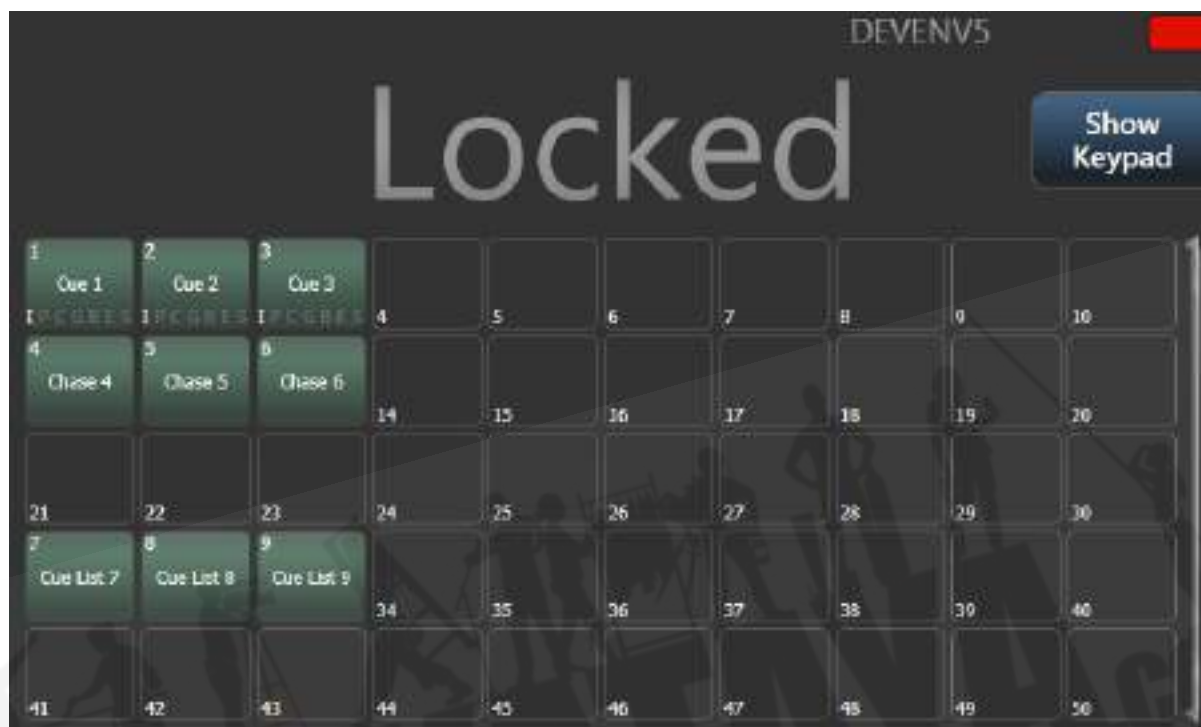 DEVENV5
Locked
Show
Keypad
1 2 3
Cue 1 Cue 2 Cue 3
IPCGBES IPCGBES IPCGBES 4 5 6 7 8 9 10
4 5 6
Chase 4 Chase 5 Chase 6
14 15 16 17 18 19 20
21 22 23 24 25 26 27 28 29 30
7 8 9
Cue List 7 Cue List 8 Cue List 9
34 35 36 37 38 39 40
41 42 43 44 45 46 47 48 49 50